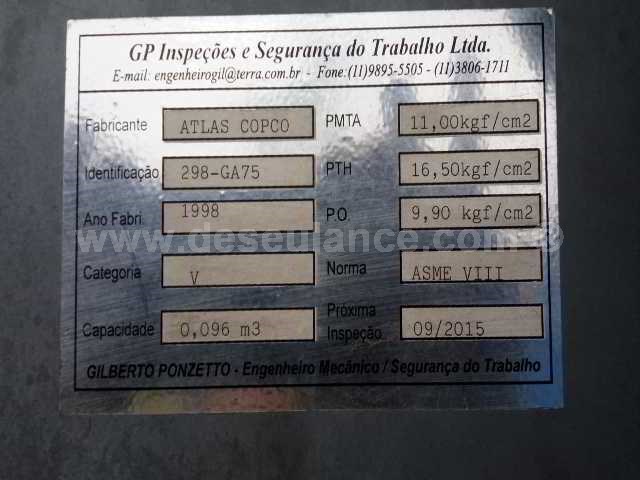 GP Inspeções e Segurança do Trabalho Ltda.
E-mail: engenheirogil@terra.com.br - Fone:(11)9895-5505 - (11)3806-1711
Fabricante ATLAS COPCO PMTA 11,00kgf/cm2
Identificação 298-GA75 PTH 16,50kgf/cm2
Ano Fabri. 1998 P.O. 9,90 kgf/cm2
www.deseulance.com ®
Categoria V Norma ASME VIII
Capacidade 0,096 m3 Próxima Inspeção 09/2015
GILBERTO PONZETTO - Engenheiro Mecânico / Segurança do Trabalho